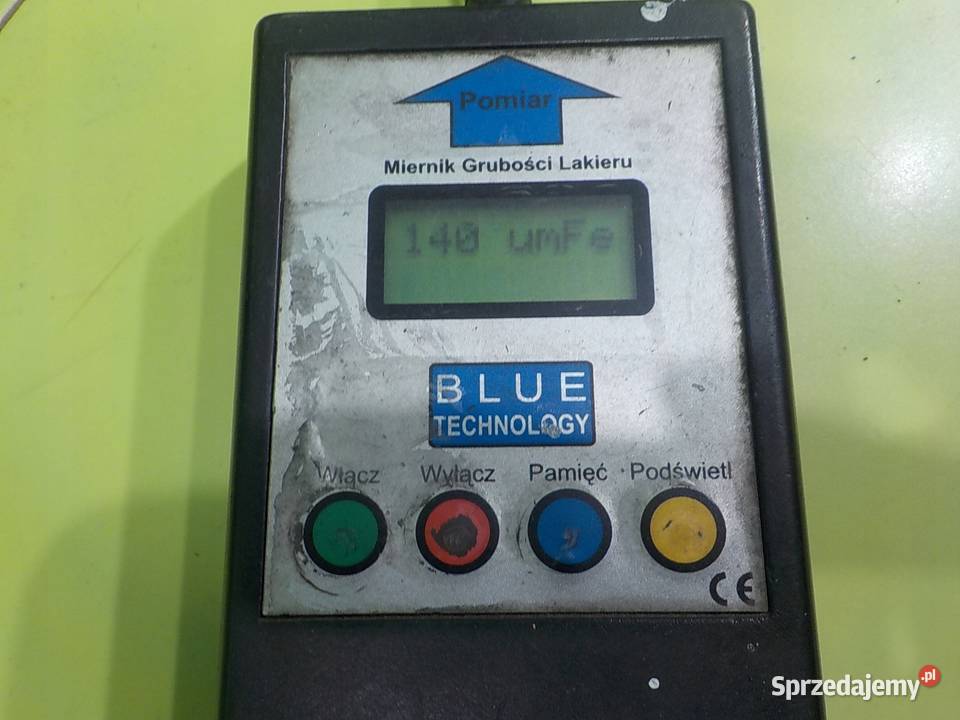 Pomiar
Miernik Grubości Lakieru
140 umFe
BLUE
TECHNOLOGY
Włącz Wyłącz Pamięć Podświetl
CE
Sprzedajemy.pl